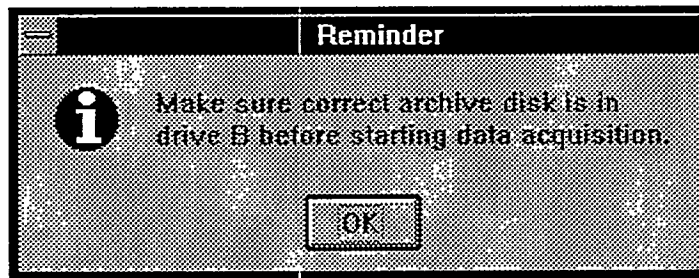 Reminder
Make sure correct archive disk is in
drive B before starting data acquisition.
OK